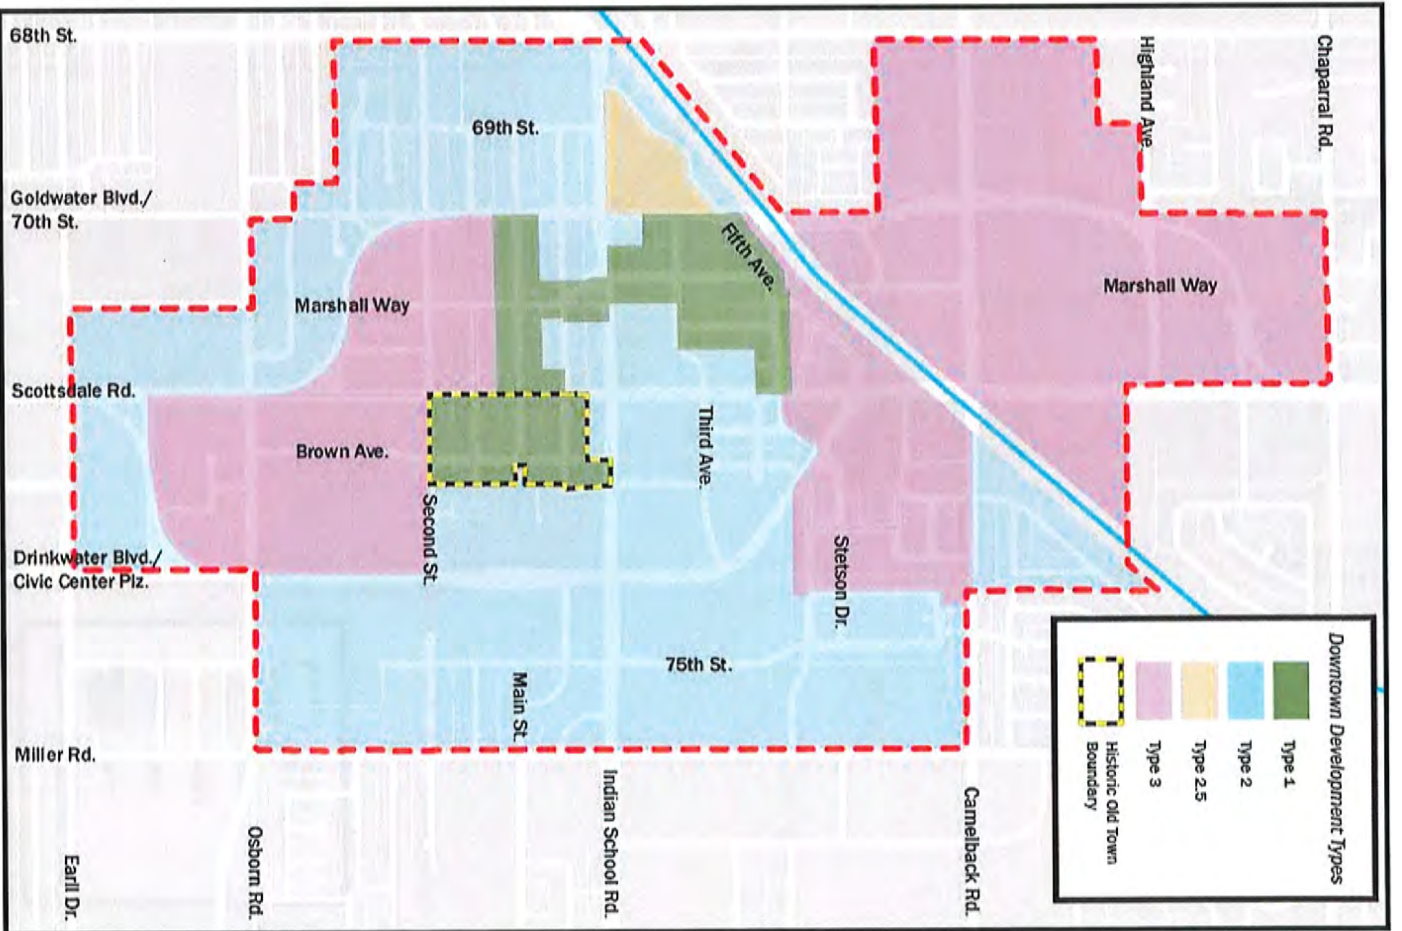 68th St.
Goldwater Blvd./
70th St.
Scottsdale Rd.
Drinkwater Blvd./
Civic Center Plz.
Miller Rd.
69th St.
Marshall Way
Brown Ave.
75th St.
Marshall Way
Fifth Ave.
Third Ave.
Second St.
Stetson Dr.
Main St.
Highland Ave.
Chaparral Rd.
Earll Dr.
Osborn Rd.
Indian School Rd.
Camelback Rd.
Downtown Development Types
Type 1
Type 2
Type 2.5
Type 3
Historic Old Town
Boundary